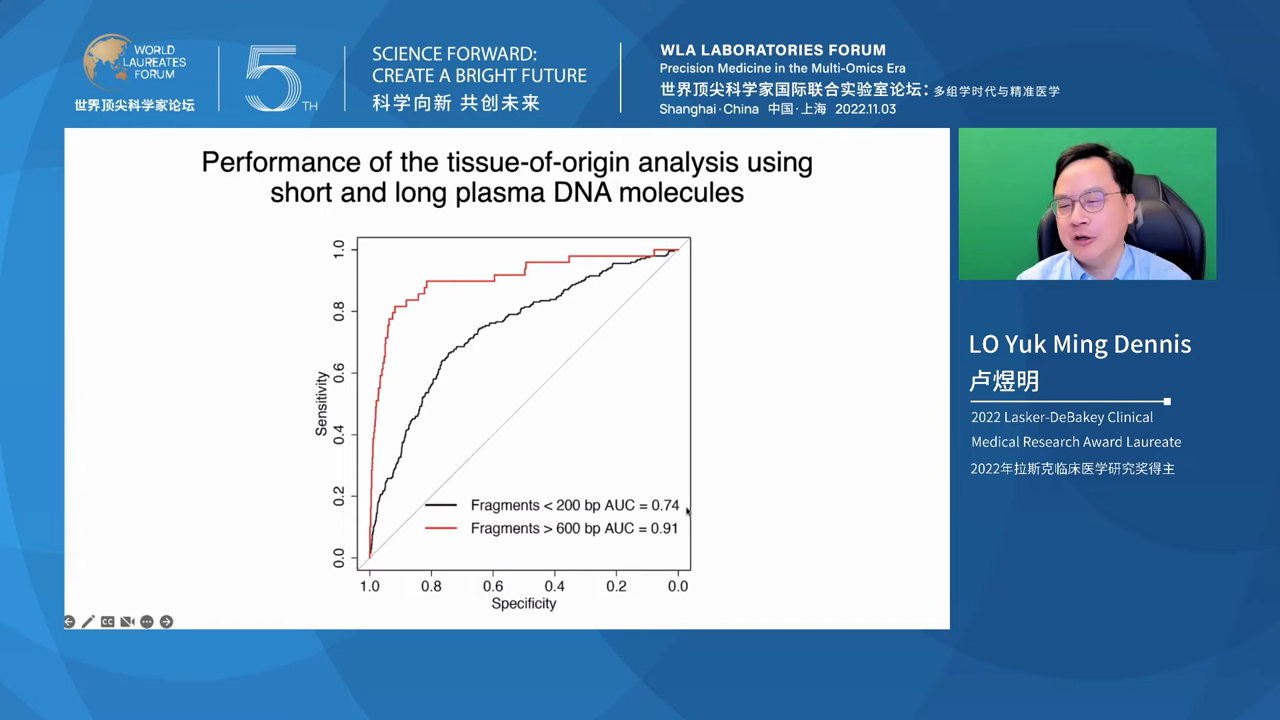 WORLD
LAUREATES
FORUM
世界顶尖科学家论坛
5TH
SCIENCE FORWARD:
CREATE A BRIGHT FUTURE
科学向新 共创未来
WLA LABORATORIES FORUM
Precision Medicine in the Multi-Omics Era
世界顶尖科学家国际联合实验室论坛：多组学时代与精准医学
Shanghai·China 中国·上海 2022.11.03
Performance of the tissue-of-origin analysis using
short and long plasma DNA molecules
1.0
0.8
0.6
0.4
0.2
0.0
Sensitivity
Fragments < 200 bp AUC = 0.74
Fragments > 600 bp AUC = 0.91
1.0 0.8 0.6 0.4 0.2 0.0
Specificity
CC
LO Yuk Ming Dennis
卢煜明
2022 Lasker-DeBakey Clinical
Medical Research Award Laureate
2022年拉斯克临床医学研究奖得主